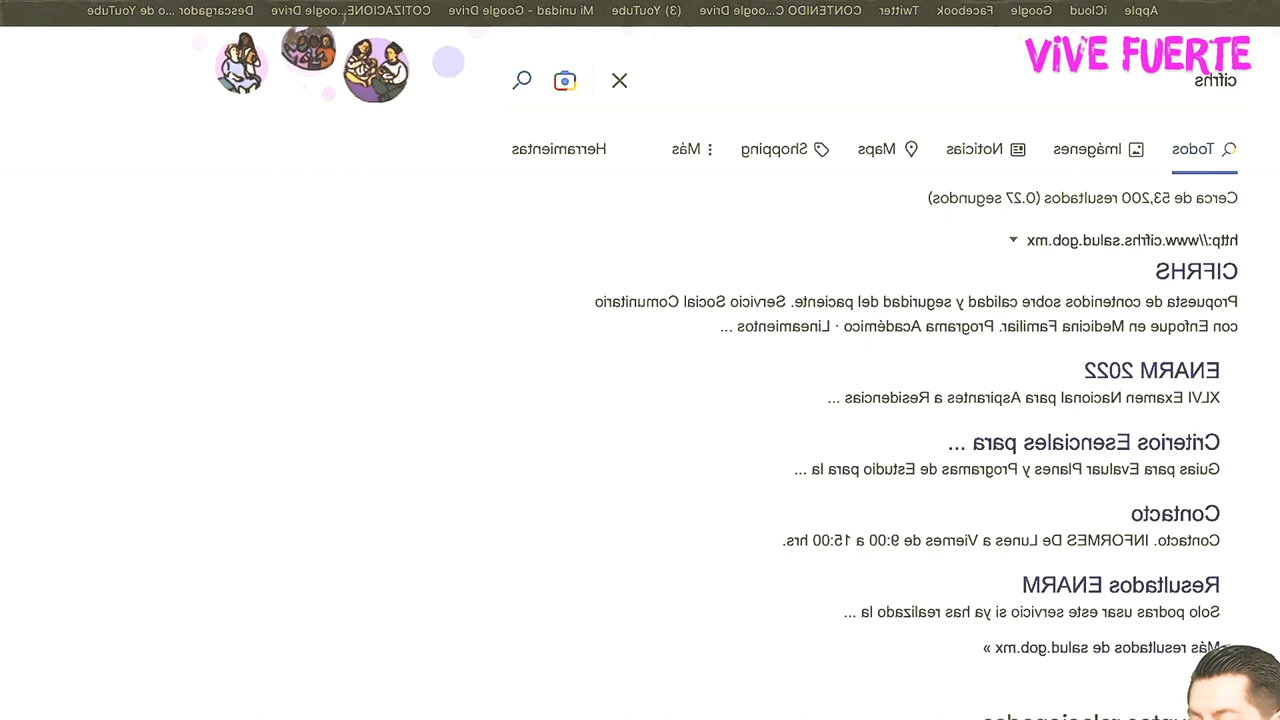 Apple iCloud Google Facebook Twitter CONTENIDO C...oogle Drive (3) YouTube Mi unidad - Google Drive COTIZACIONE...oogle Drive Descargador ...o de YouTube
VIVE FUERTE
cifrhs
Todos Imágenes Noticias Maps Shopping Más Herramientas
Cerca de 53,200 resultados (0.27 segundos)
http://www.cifrhs.salud.gob.mx
CIFRHS
Propuesta de contenidos sobre calidad y seguridad del paciente. Servicio Social Comunitario
con Enfoque en Medicina Familiar. Programa Académico · Lineamientos ...
ENARM 2022
XLVI Examen Nacional para Aspirantes a Residencias ...
Criterios Esenciales para ...
Guias para Evaluar Planes y Programas de Estudio para la ...
Contacto
Contacto. INFORMES De Lunes a Viernes de 9:00 a 15:00 hrs.
Resultados ENARM
Solo podras usar este servicio si ya has realizado la ...
Más resultados de salud.gob.mx »